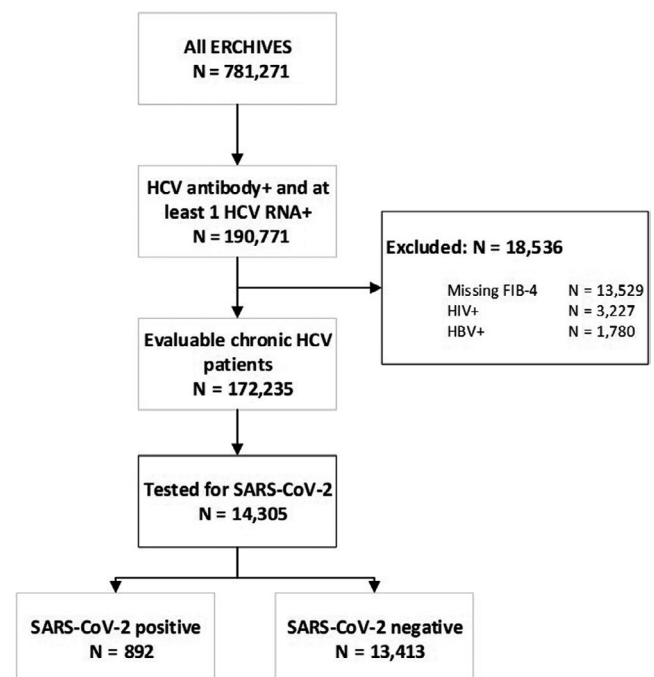 All ERCHIVES
N = 781,271
HCV antibody+ and at
least 1 HCV RNA+
N = 190,771
Excluded: N = 18,536
Missing FIB-4 N = 13,529
HIV+ N = 3,227
HBV+ N = 1,780
Evaluable chronic HCV
patients
N = 172,235
Tested for SARS-CoV-2
N = 14,305
SARS-CoV-2 positive
N = 892
SARS-CoV-2 negative
N = 13,413